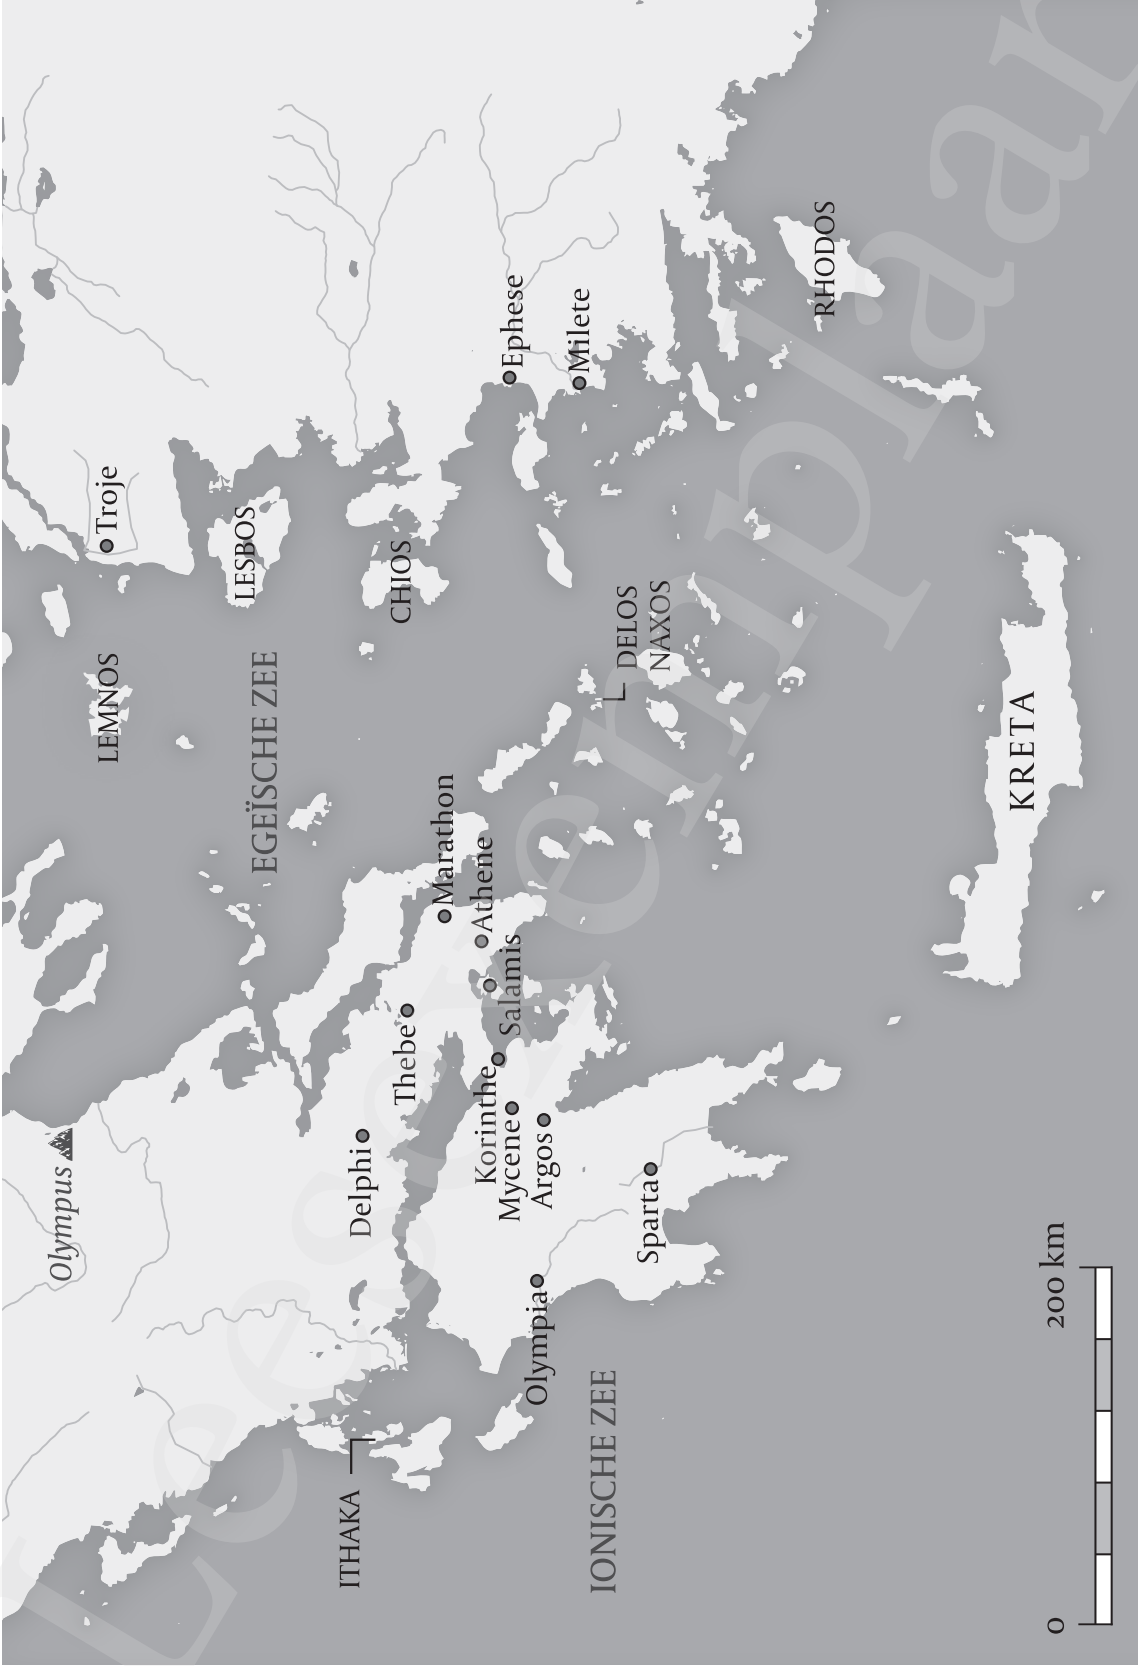 Olympus
LEMNOS
Troje
EGEÏSCHE ZEE
LESBOS
ITHAKA
Delphi
Thebe
Marathon
CHIOS
Korinthe
Athene
Mycene
Salamis
Ephese
Olympia
Argos
Milete
IONISCHE ZEE
Sparta
DELOS
NAXOS
RHODOS
KRETA
0
200 km
Leesexemplaar